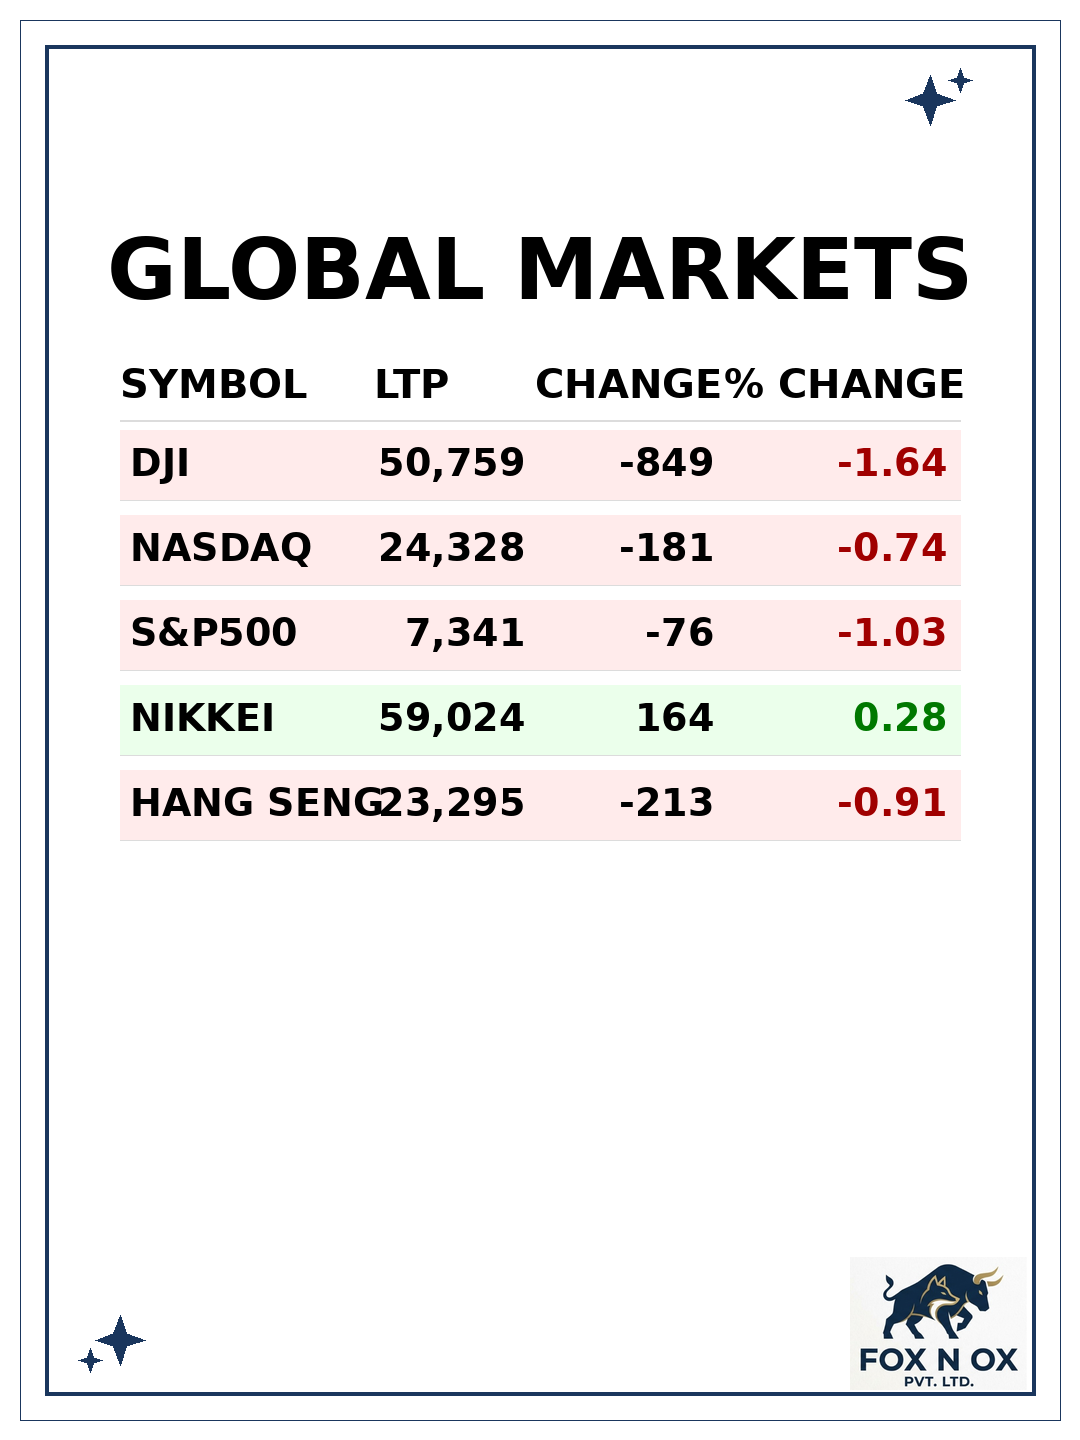 GLOBAL MARKETS
SYMBOL LTP CHANGE % CHANGE
DJI 50,759 -849 -1.64
NASDAQ 24,328 -181 -0.74
S&P500 7,341 -76 -1.03
NIKKEI 59,024 164 0.28
HANG SENG 23,295 -213 -0.91
FOX N OX
PVT. LTD.